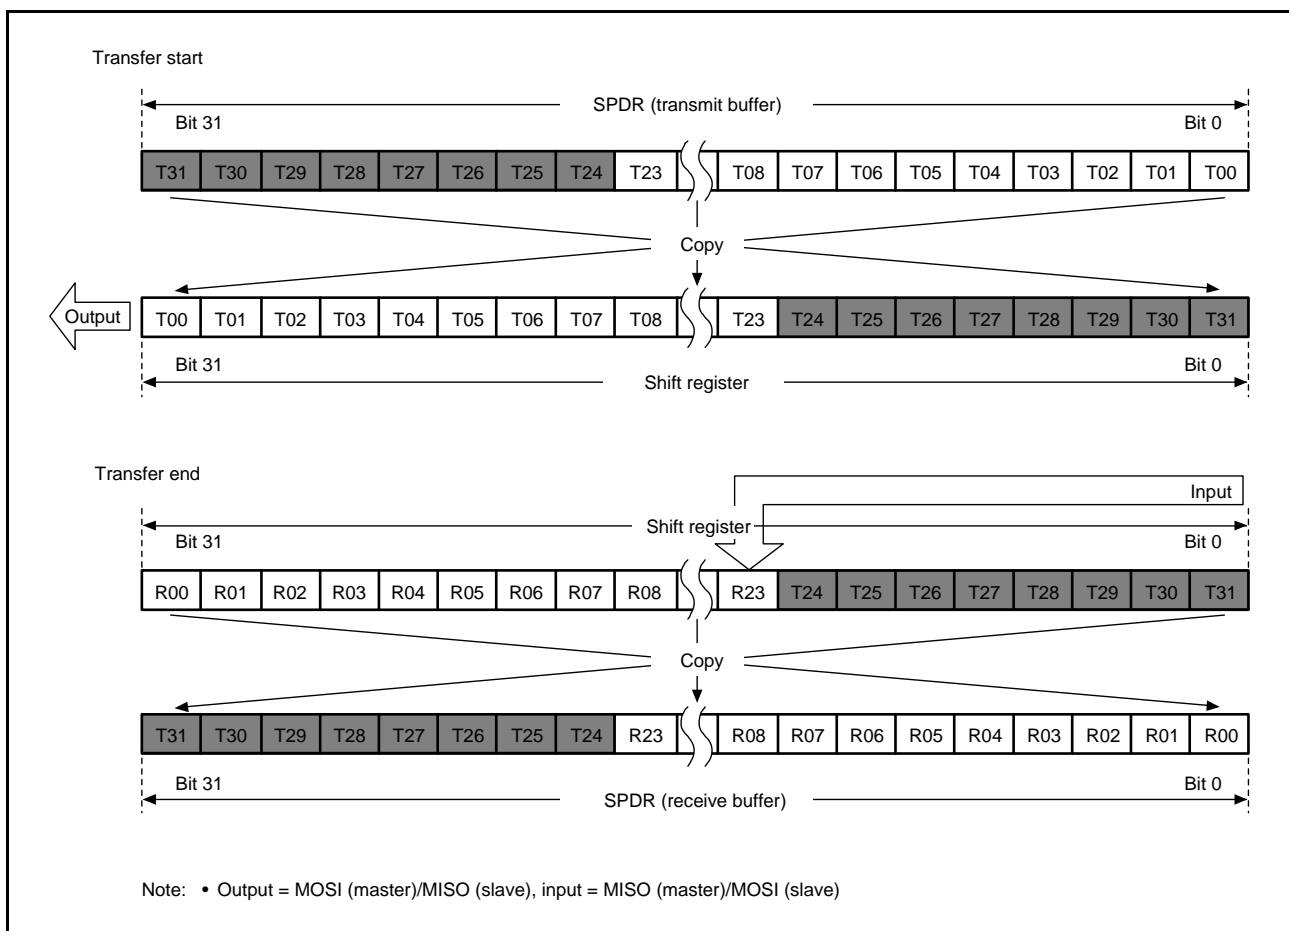 Transfer start
SPDR (transmit buffer)
Bit 31 Bit 0
T31 T30 T29 T28 T27 T26 T25 T24 T23 T08 T07 T06 T05 T04 T03 T02 T01 T00
Copy
Output T00 T01 T02 T03 T04 T05 T06 T07 T08 T23 T24 T25 T26 T27 T28 T29 T30 T31
Bit 31 Bit 0
Shift register
Transfer end
Input
Shift register
Bit 31 Bit 0
R00 R01 R02 R03 R04 R05 R06 R07 R08 R23 T24 T25 T26 T27 T28 T29 T30 T31
Copy
T31 T30 T29 T28 T27 T26 T25 T24 R23 R08 R07 R06 R05 R04 R03 R02 R01 R00
Bit 31 Bit 0
SPDR (receive buffer)
Note: • Output = MOSI (master)/MISO (slave), input = MISO (master)/MOSI (slave)